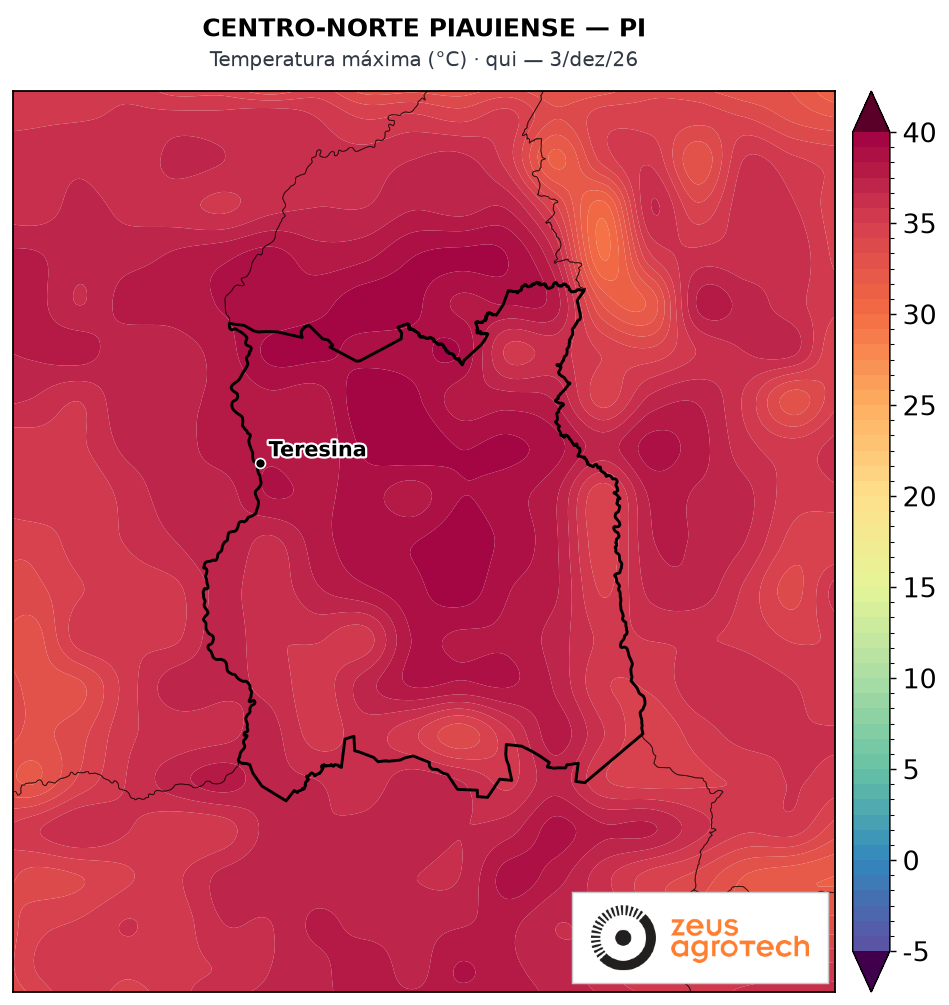 CENTRO-NORTE PIAUIENSE — PI
Temperatura máxima (°C) · qui — 3/dez/26
Teresina
40
35
30
25
20
15
10
5
0
-5
zeus
agrotech